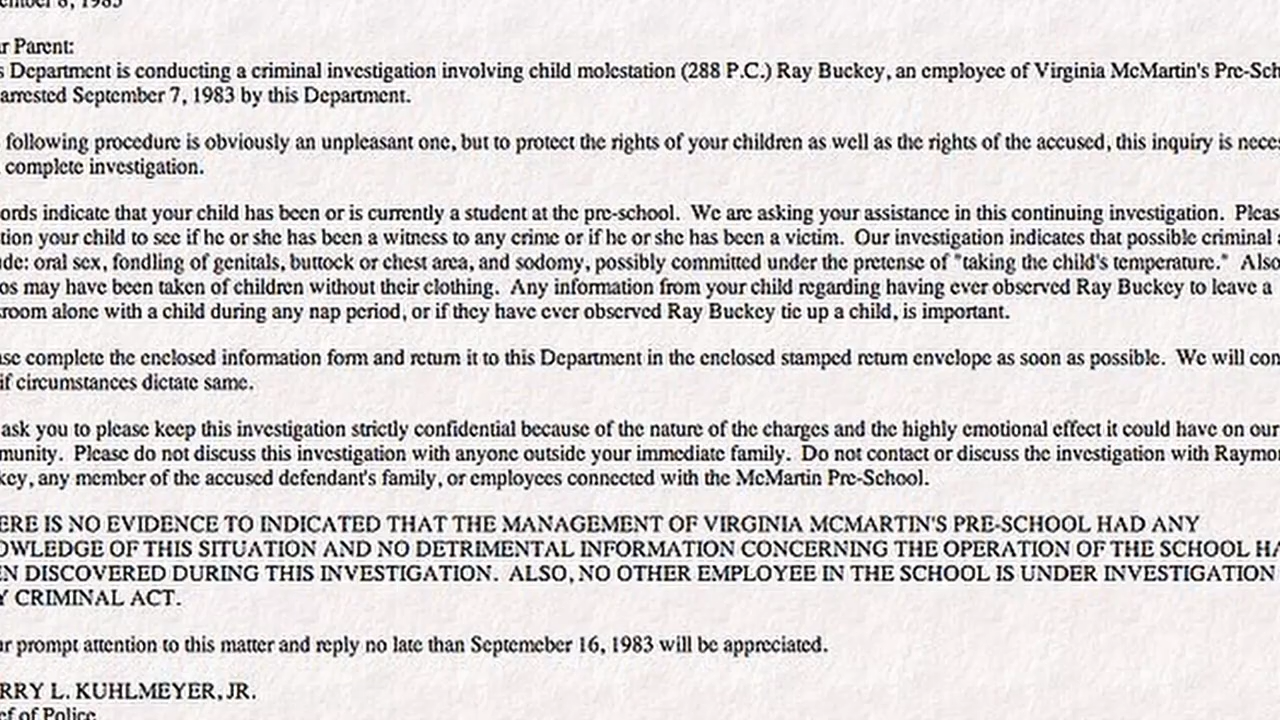 ember 8, 1983
r Parent:
s Department is conducting a criminal investigation involving child molestation (288 P.C.) Ray Buckey, an employee of Virginia McMartin's Pre-Sch
arrested September 7, 1983 by this Department.
following procedure is obviously an unpleasant one, but to protect the rights of your children as well as the rights of the accused, this inquiry is neces
complete investigation.
ords indicate that your child has been or is currently a student at the pre-school. We are asking your assistance in this continuing investigation. Pleas
tion your child to see if he or she has been a witness to any crime or if he or she has been a victim. Our investigation indicates that possible criminal a
de: oral sex, fondling of genitals, buttock or chest area, and sodomy, possibly committed under the pretense of "taking the child's temperature." Also
os may have been taken of children without their clothing. Any information from your child regarding having ever observed Ray Buckey to leave a
room alone with a child during any nap period, or if they have ever observed Ray Buckey tie up a child, is important.
se complete the enclosed information form and return it to this Department in the enclosed stamped return envelope as soon as possible. We will con
if circumstances dictate same.
ask you to please keep this investigation strictly confidential because of the nature of the charges and the highly emotional effect it could have on our
munity. Please do not discuss this investigation with anyone outside your immediate family. Do not contact or discuss the investigation with Raymo
key, any member of the accused defendant's family, or employees connected with the McMartin Pre-School.
ERE IS NO EVIDENCE TO INDICATED THAT THE MANAGEMENT OF VIRGINIA MCMARTIN'S PRE-SCHOOL HAD ANY
OWLEDGE OF THIS SITUATION AND NO DETRIMENTAL INFORMATION CONCERNING THE OPERATION OF THE SCHOOL HA
EN DISCOVERED DURING THIS INVESTIGATION. ALSO, NO OTHER EMPLOYEE IN THE SCHOOL IS UNDER INVESTIGATION
Y CRIMINAL ACT.
r prompt attention to this matter and reply no late than Septemeber 16, 1983 will be appreciated.
RRY L. KUHLMEYER, JR.
ef of Police